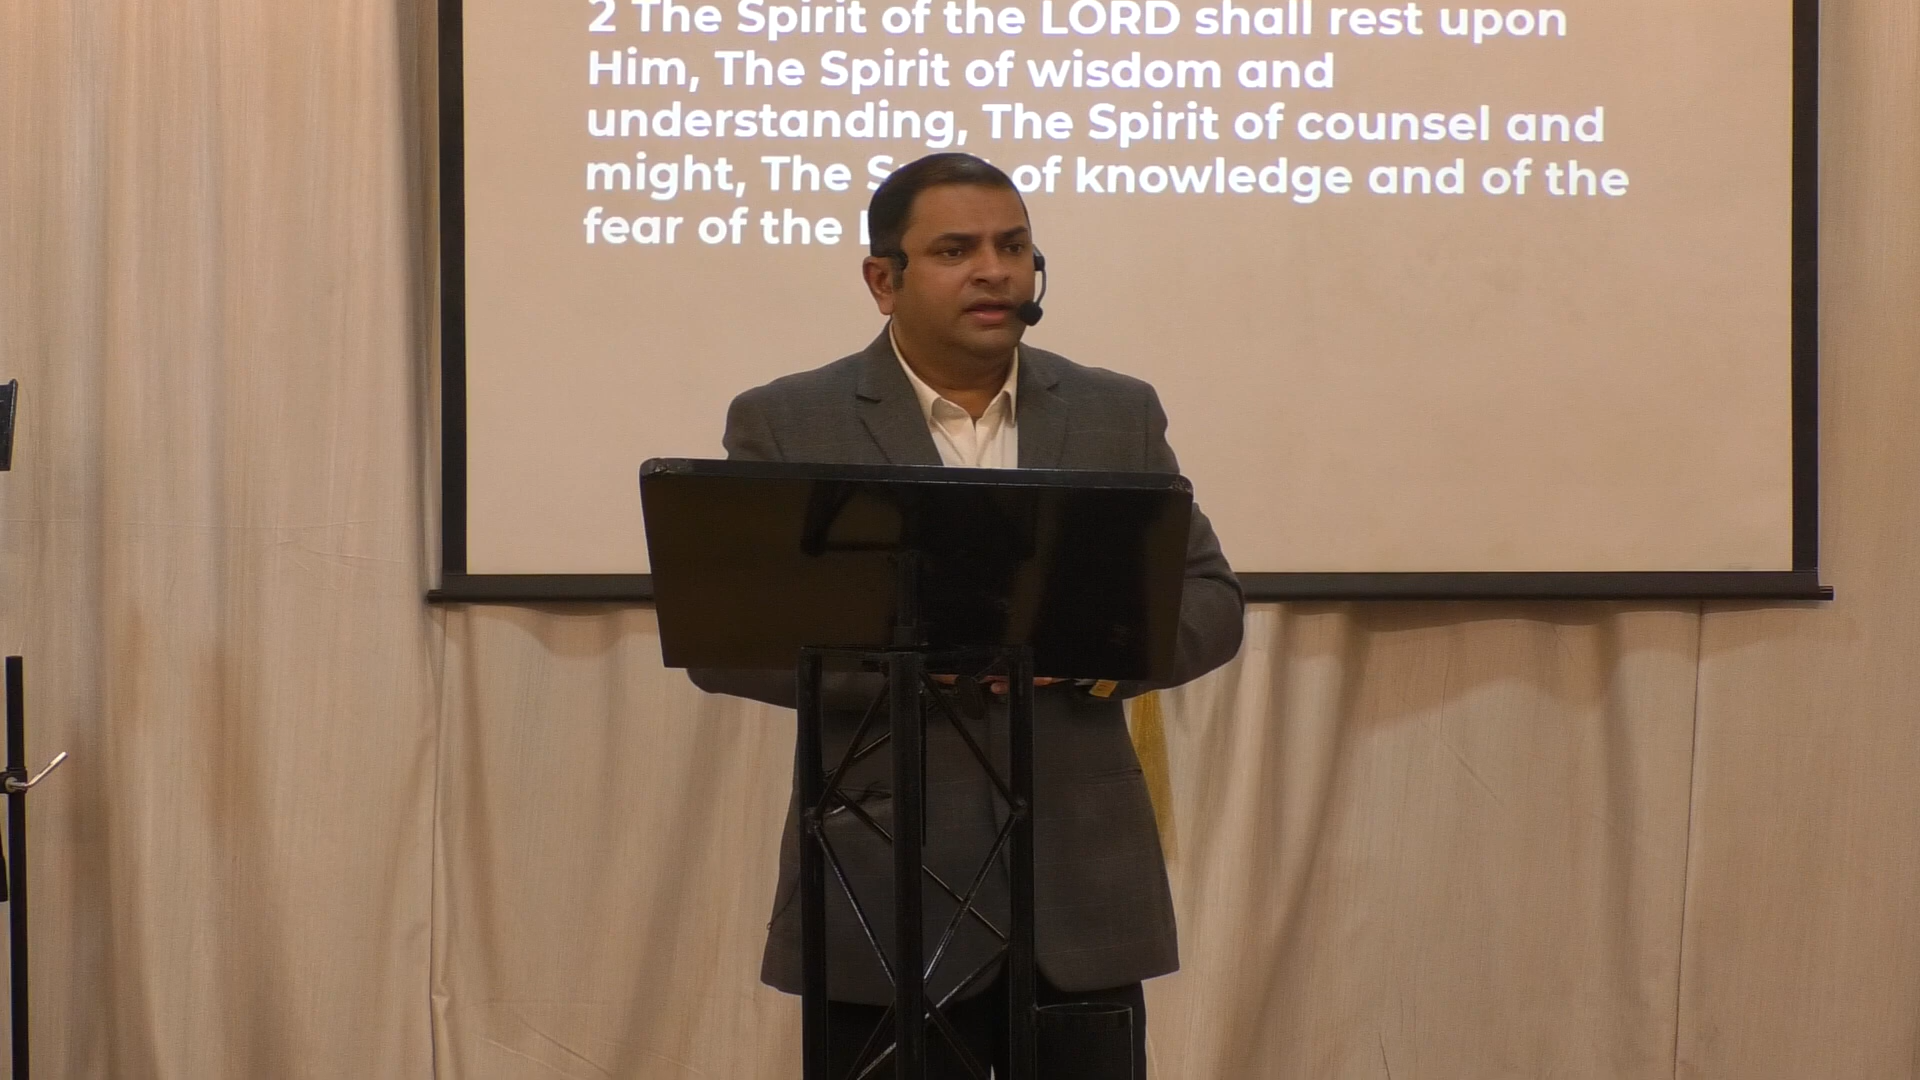 2 The Spirit of the LORD shall rest upon
Him, The Spirit of wisdom and
understanding, The Spirit of counsel and
might, The of knowledge and of the
fear of the